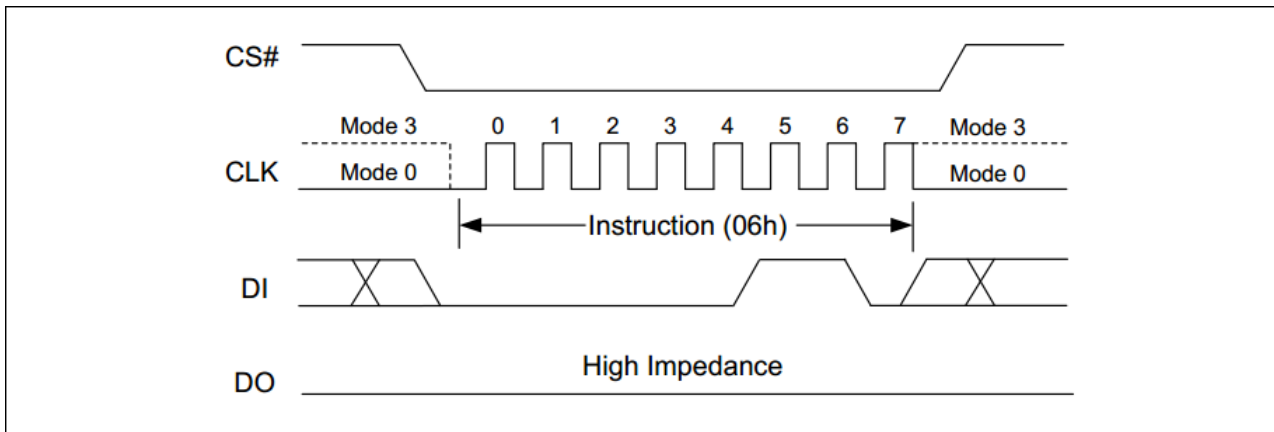 CS#
Mode 3 0 1 2 3 4 5 6 7 Mode 3
CLK Mode 0 Mode 0
Instruction (06h)
DI
High Impedance
DO